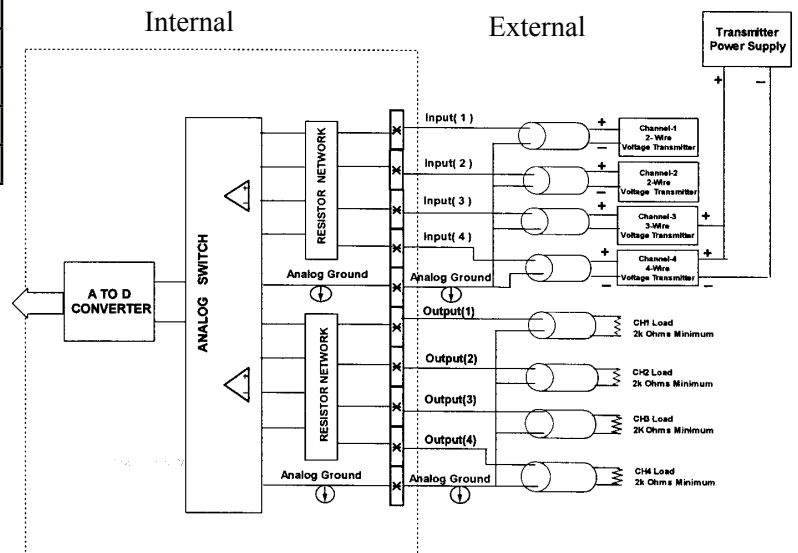 Internal
External
Transmitter
Power Supply
+
−
Input( 1 )
+
−
Channel-1
2- Wire
Voltage Transmitter
Input( 2 )
+
−
Channel-2
2-Wire
Voltage Transmitter
Input( 3 )
+
Channel-3
3-Wire
Voltage Transmitter
+
Input( 4 )
+
−
Channel-4
4-Wire
Voltage Transmitter
+
−
RESISTOR NETWORK
Analog Ground
Analog Ground
A TO D
CONVERTER
ANALOG SWITCH
Output(1)
CH1 Load
2k Ohms Minimum
Output(2)
CH2 Load
2k Ohms Minimum
Output(3)
CH3 Load
2K Ohms Minimum
Output(4)
CH4 Load
2k Ohms Minimum
RESISTOR NETWORK
Analog Ground
Analog Ground